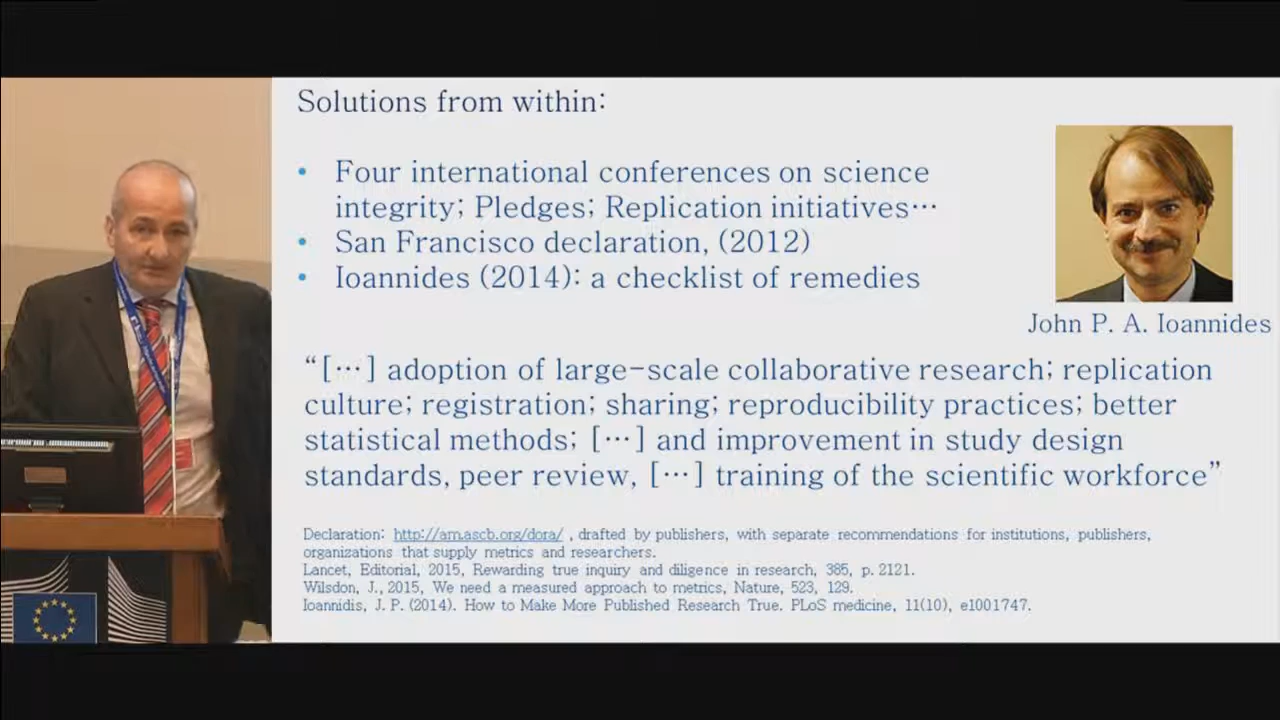 Solutions from within:
• Four international conferences on science
integrity; Pledges; Replication initiatives…
• San Francisco declaration, (2012)
• Ioannides (2014): a checklist of remedies
John P. A. Ioannides
“[…] adoption of large-scale collaborative research; replication
culture; registration; sharing; reproducibility practices; better
statistical methods; […] and improvement in study design
standards, peer review, […] training of the scientific workforce”
Declaration: http://am.ascb.org/dora/ , drafted by publishers, with separate recommendations for institutions, publishers,
organizations that supply metrics and researchers.
Lancet, Editorial, 2015, Rewarding true inquiry and diligence in research, 385, p. 2121.
Wilsdon, J., 2015, We need a measured approach to metrics, Nature, 523, 129.
Ioannidis, J. P. (2014). How to Make More Published Research True. PLoS medicine, 11(10), e1001747.